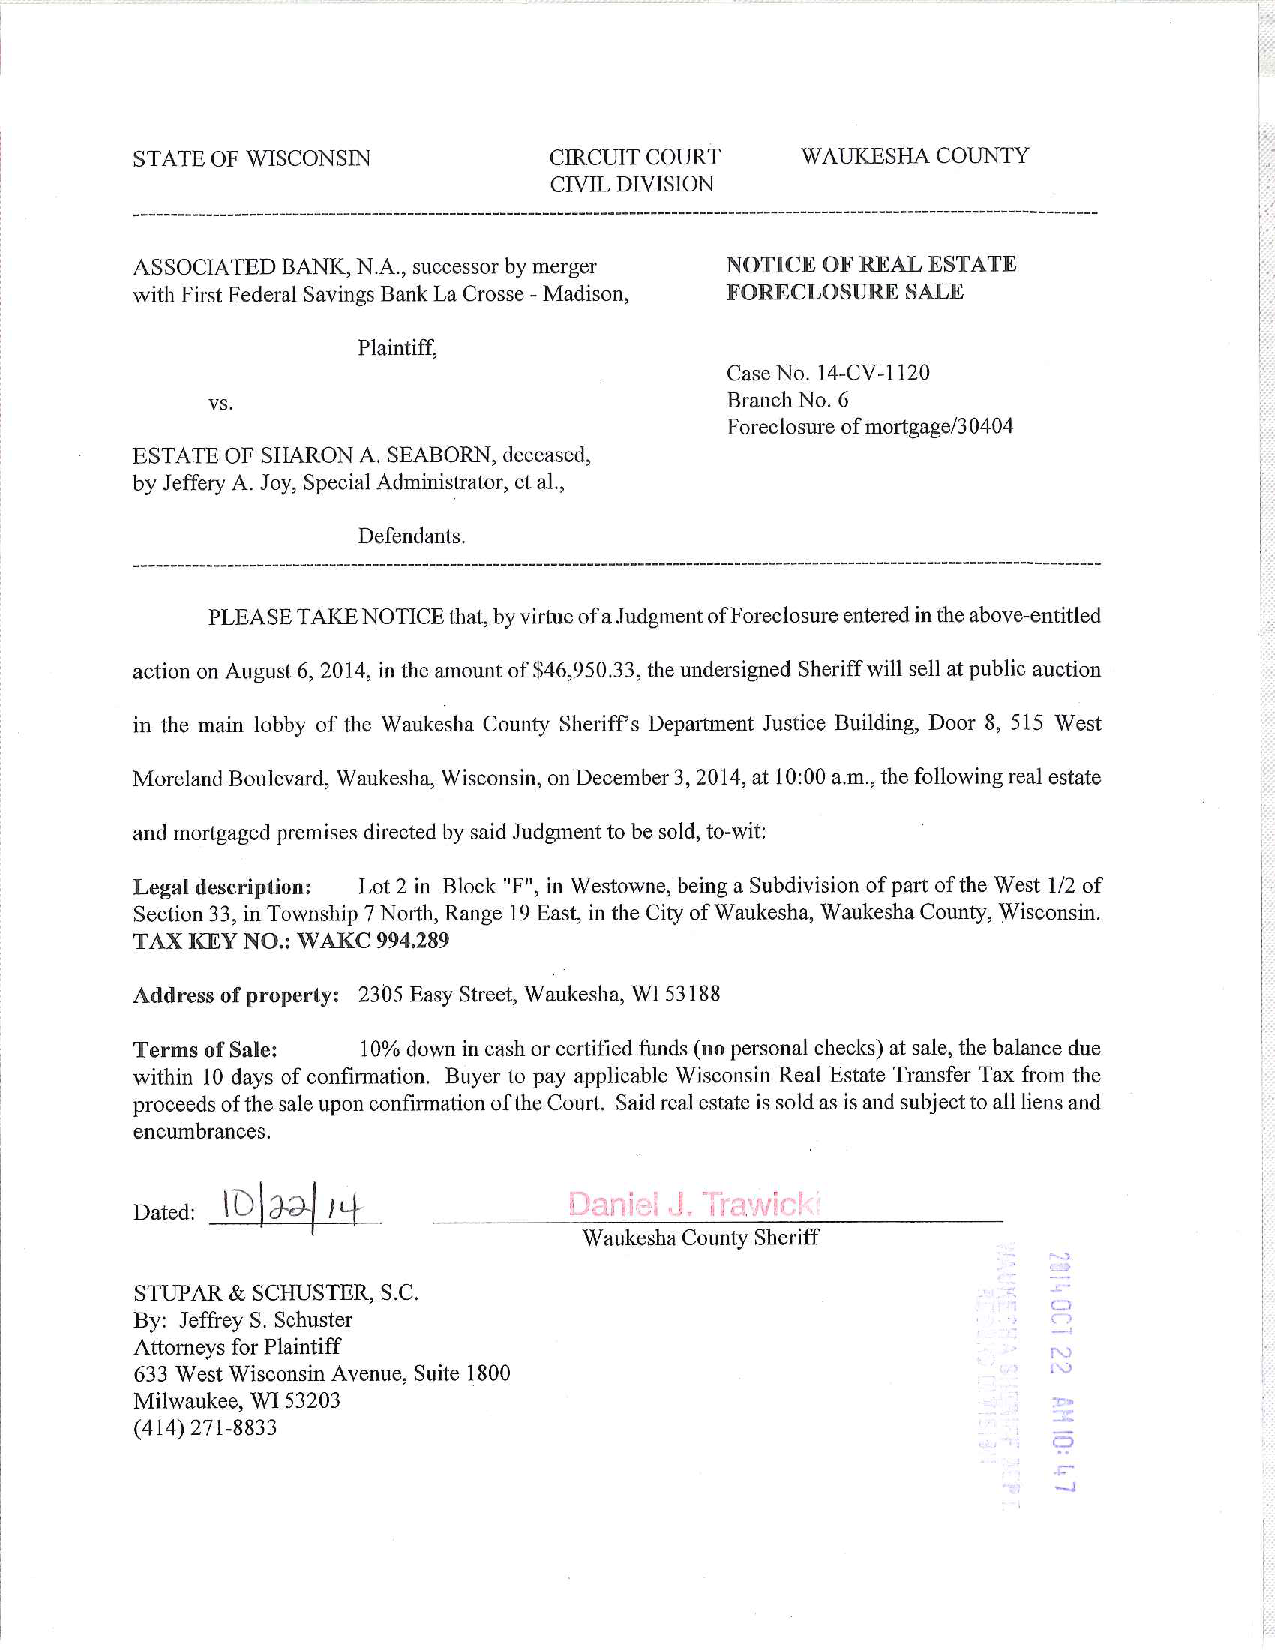 STATE OF WISCONSIN CIRCUIT COURT WAUKESHA COUNTY
CIVIL DIVISION
ASSOCIATED BANK, N.A., successor by merger
with First Federal Savings Bank La Crosse - Madison,
Plaintiff,
vs.
ESTATE OF SHARON A. SEABORN, deceased,
by Jeffery A. Joy, Special Administrator, et al.,
Defendants.
NOTICE OF REAL ESTATE
FORECLOSURE SALE
Case No. 14-CV-1120
Branch No. 6
Foreclosure of mortgage/30404
PLEASE TAKE NOTICE that, by virtue of a Judgment of Foreclosure entered in the above-entitled
action on August 6, 2014, in the amount of $46,950.33, the undersigned Sheriff will sell at public auction
in the main lobby of the Waukesha County Sheriff's Department Justice Building, Door 8, 515 West
Moreland Boulevard, Waukesha, Wisconsin, on December 3, 2014, at 10:00 a.m., the following real estate
and mortgaged premises directed by said Judgment to be sold, to-wit:
Legal description: Lot 2 in Block "F", in Westowne, being a Subdivision of part of the West 1/2 of
Section 33, in Township 7 North, Range 19 East, in the City of Waukesha, Waukesha County, Wisconsin.
TAX KEY NO.: WAKC 994.289
Address of property: 2305 Easy Street, Waukesha, WI 53188
Terms of Sale: 10% down in cash or certified funds (no personal checks) at sale, the balance due
within 10 days of confirmation. Buyer to pay applicable Wisconsin Real Estate Transfer Tax from the
proceeds of the sale upon confirmation of the Court. Said real estate is sold as is and subject to all liens and
encumbrances.
Dated: 10/22/14
Daniel J. Trawicki
Waukesha County Sheriff
STUPAR & SCHUSTER, S.C.
By: Jeffrey S. Schuster
Attorneys for Plaintiff
633 West Wisconsin Avenue, Suite 1800
Milwaukee, WI 53203
(414) 271-8833
2014 OCT 22 AM 10: 47
WAUKESHA SHERIFF DEPT